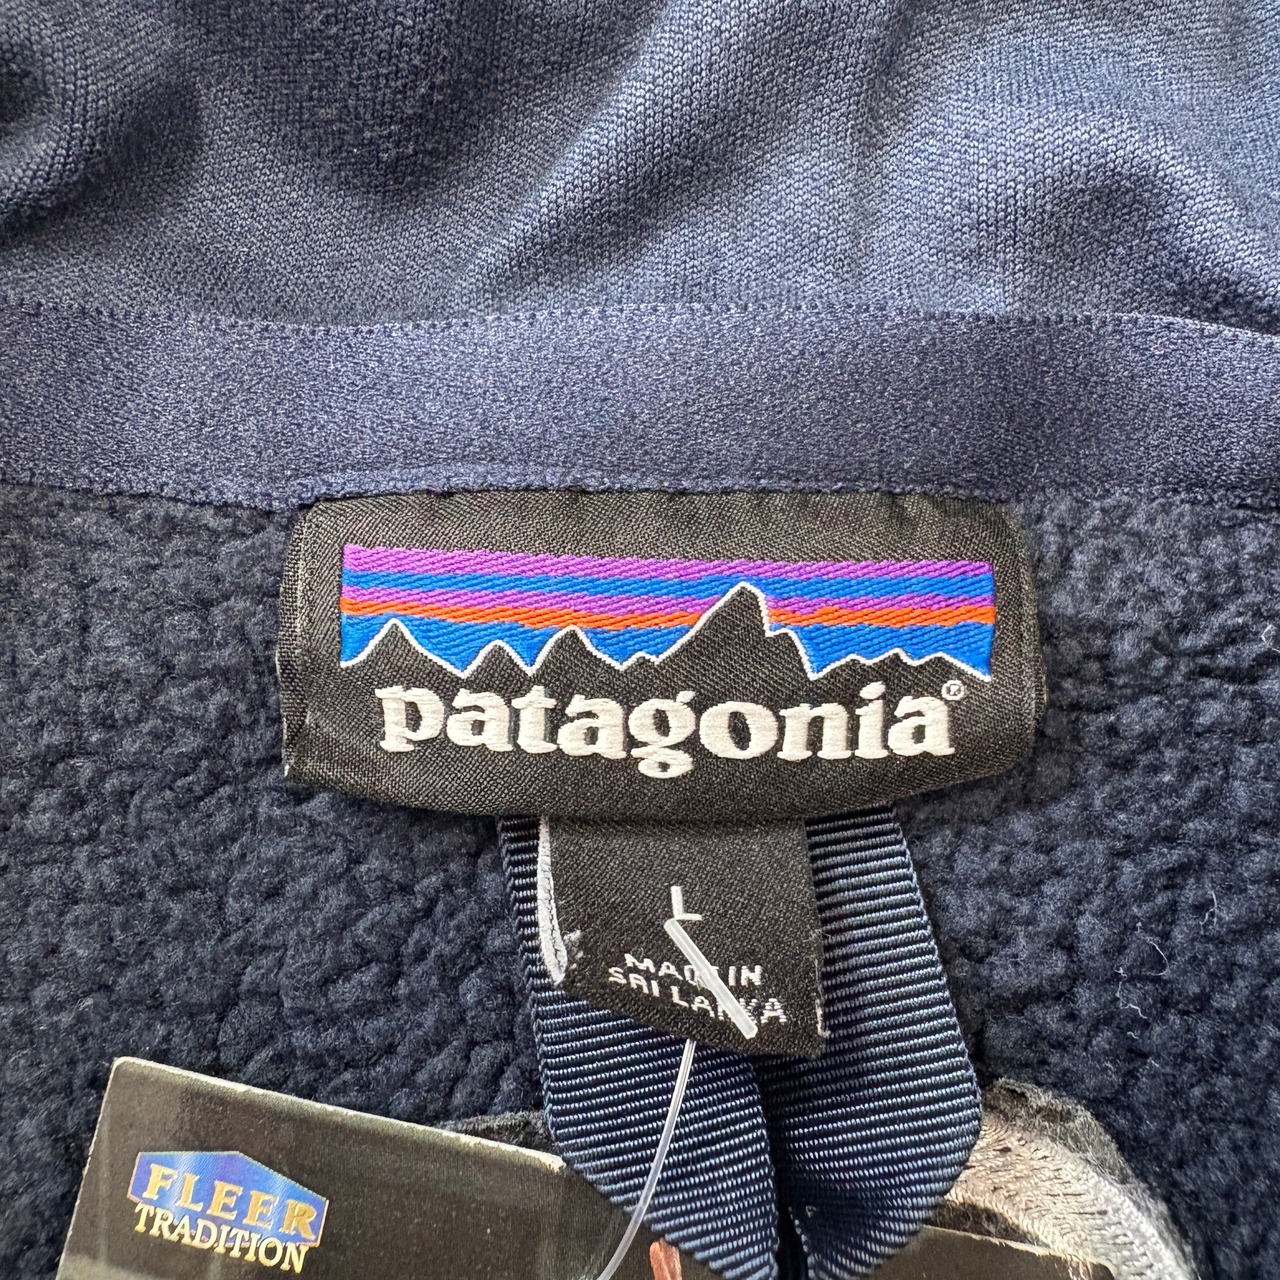 patagonia®
L
MADE IN
SRI LANKA
FLEER
TRADITION